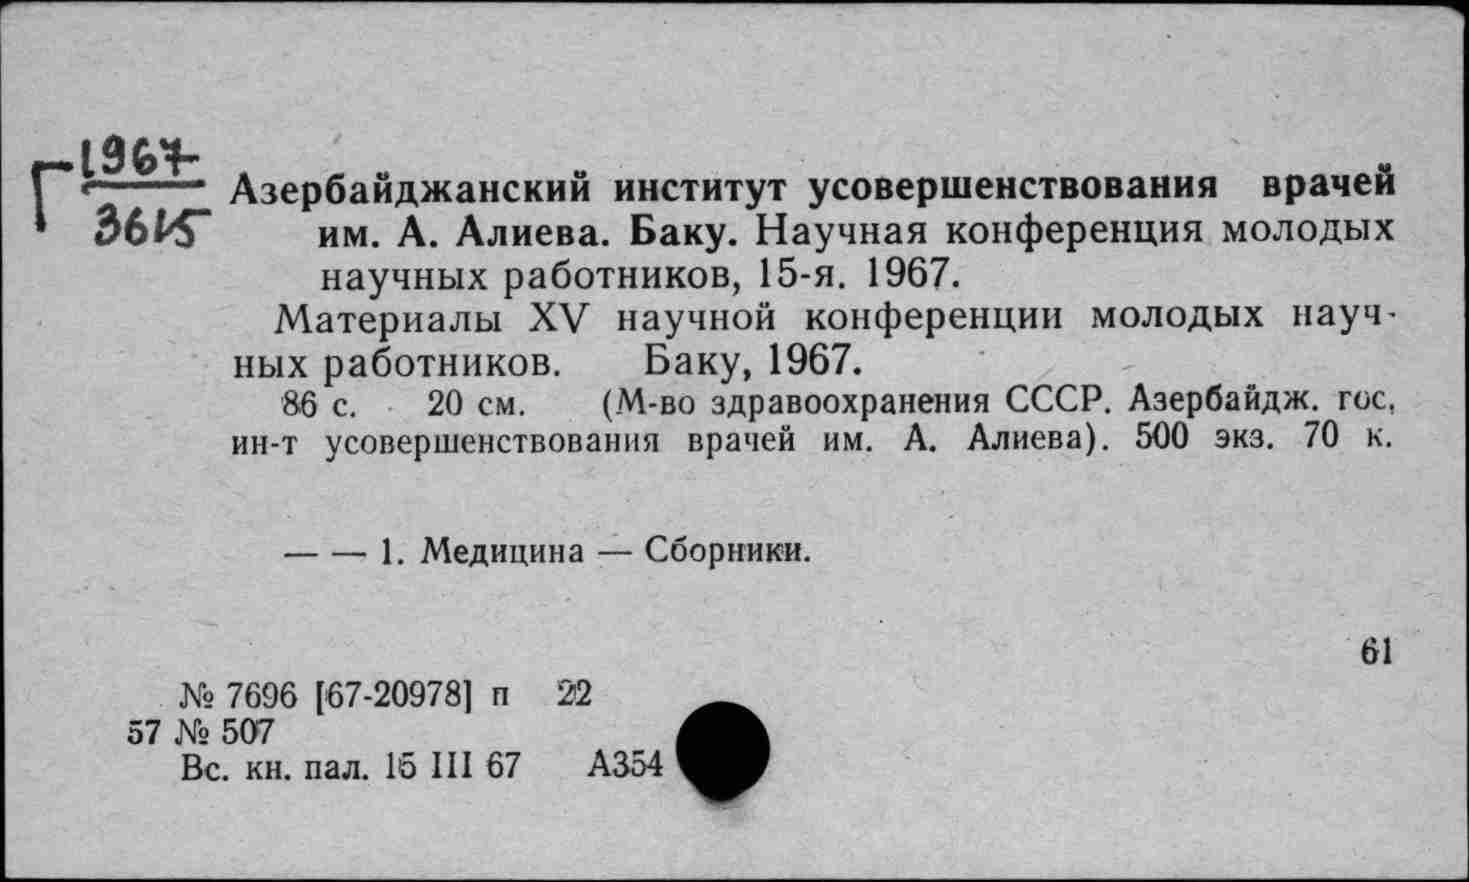 Г 1967
3615
Азербайджанский институт усовершенствования врачей
им. А. Алиева. Баку. Научная конференция молодых
научных работников, 15-я. 1967.
Материалы XV научной конференции молодых науч-
ных работников. Баку, 1967.
86 с. 20 см. (М-во здравоохранения СССР. Азербайдж. гос.
ин-т усовершенствования врачей им. А. Алиева). 500 экз. 70 к.
— — 1. Медицина — Сборники.
61
№ 7696 [67-20978] п 22
57 № 507
Вс. кн. пал. 15 III 67 А354